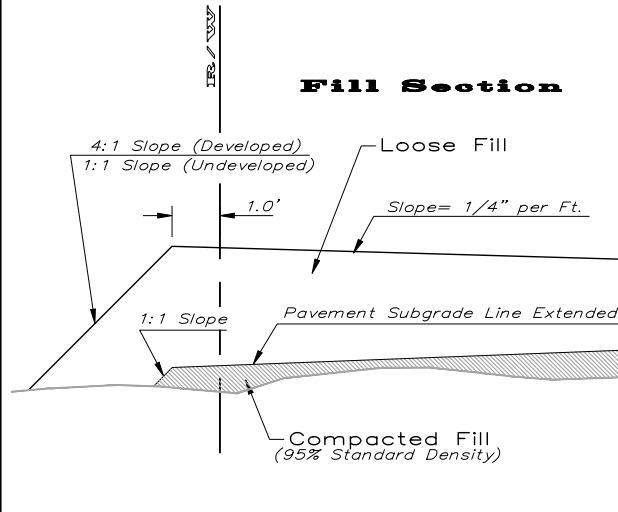 R/W
Fill Section
4:1 Slope (Developed)
1:1 Slope (Undeveloped)
Loose Fill
1.0'
Slope= 1/4" per Ft.
1:1 Slope
Pavement Subgrade Line Extended
Compacted Fill
(95% Standard Density)